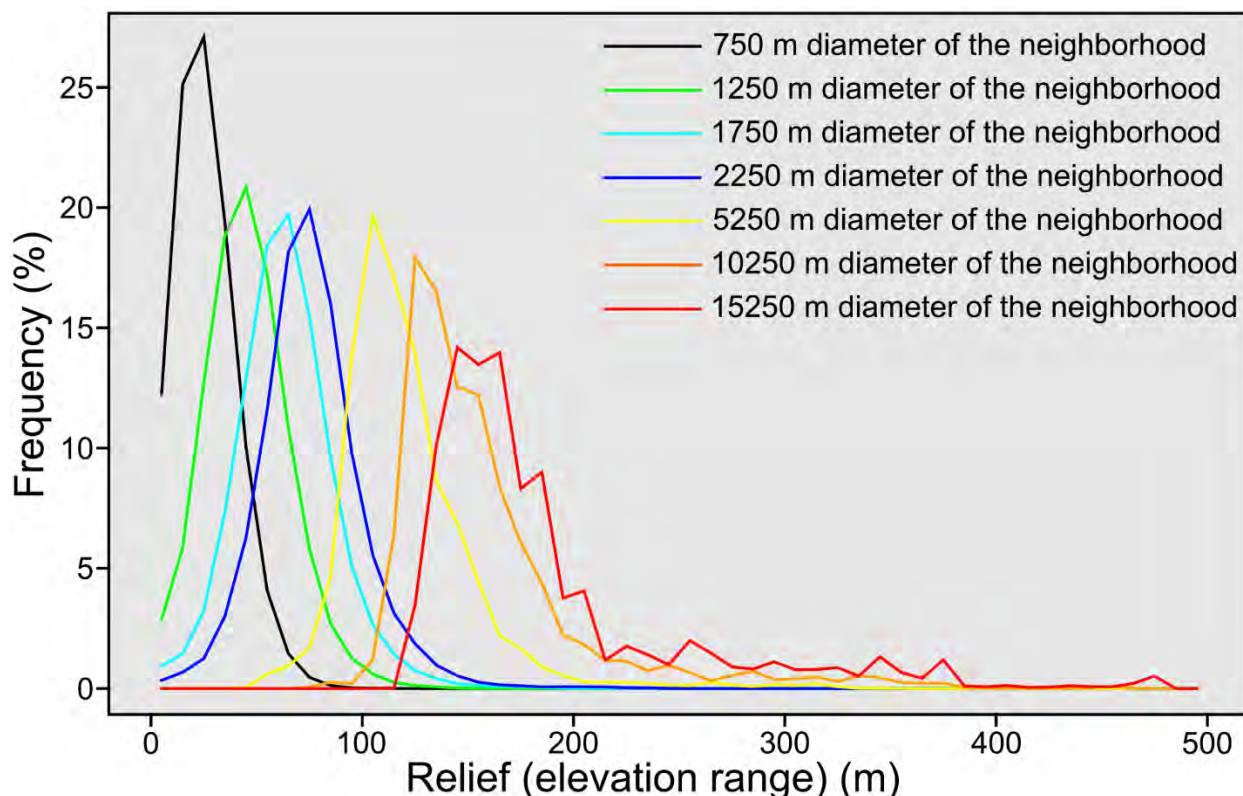 750 m diameter of the neighborhood
1250 m diameter of the neighborhood
1750 m diameter of the neighborhood
2250 m diameter of the neighborhood
5250 m diameter of the neighborhood
10250 m diameter of the neighborhood
15250 m diameter of the neighborhood
Frequency (%)
25
20
15
10
5
0
0 100 200 300 400 500
Relief (elevation range) (m)